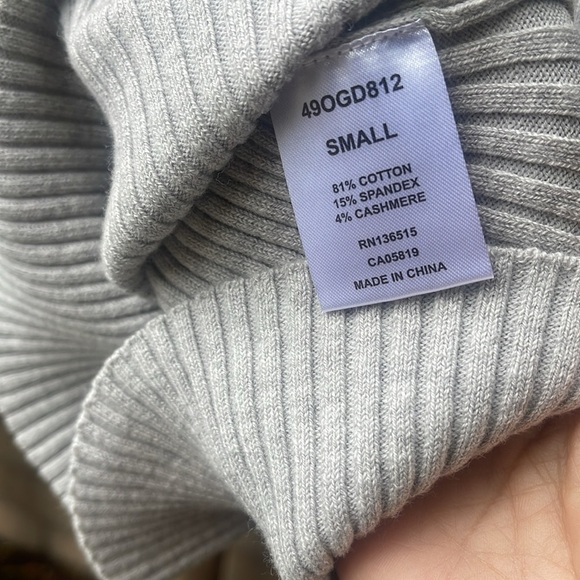 49OGD812
SMALL
81% COTTON
15% SPANDEX
4% CASHMERE
RN136515
CA05819
MADE IN CHINA